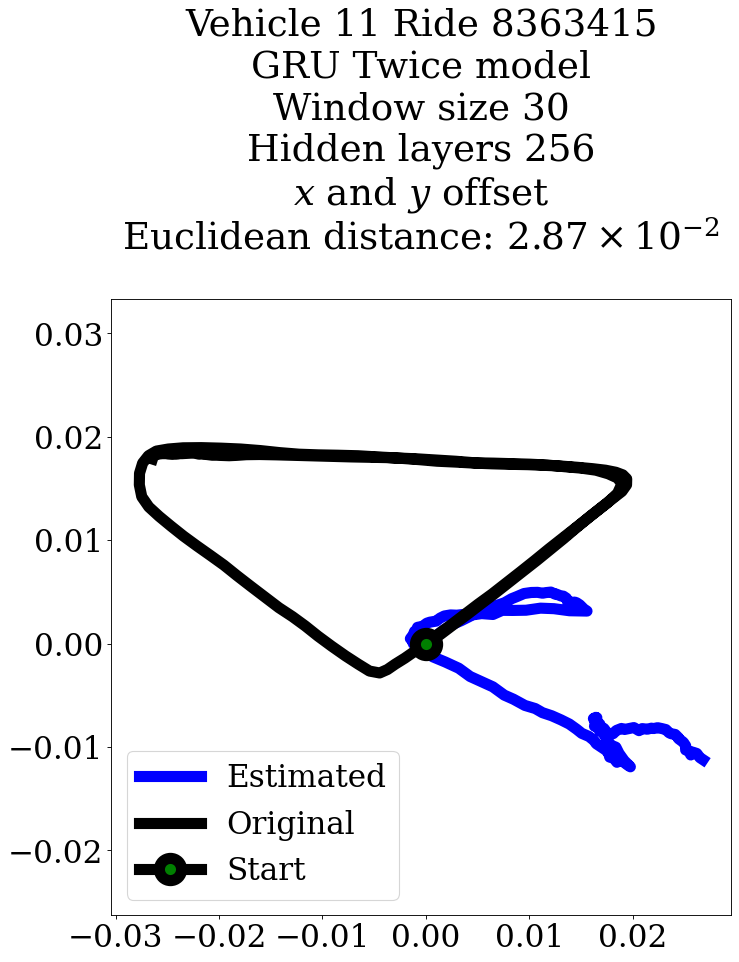 Vehicle 11 Ride 8363415
GRU Twice model
Window size 30
Hidden layers 256
x and y offset
Euclidean distance: 2.87 × 10⁻²
0.03
0.02
0.01
0.00
−0.01
−0.02
Estimated
Original
Start
−0.03 −0.02 −0.01 0.00 0.01 0.02